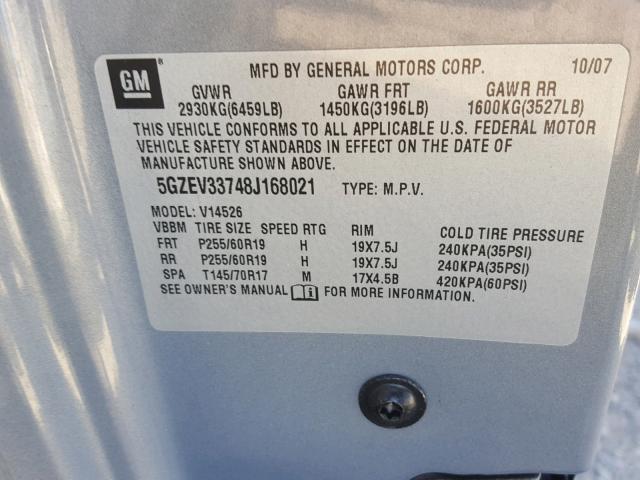 GM ®
MFD BY GENERAL MOTORS CORP. 10/07
GVWR GAWR FRT GAWR RR
2930KG(6459LB) 1450KG(3196LB) 1600KG(3527LB)
THIS VEHICLE CONFORMS TO ALL APPLICABLE U.S. FEDERAL MOTOR
VEHICLE SAFETY STANDARDS IN EFFECT ON THE DATE OF
MANUFACTURE SHOWN ABOVE.
5GZEV33748J168021 TYPE: M.P.V.
MODEL: V14526
VBBM TIRE SIZE SPEED RTG RIM COLD TIRE PRESSURE
FRT P255/60R19 H 19X7.5J 240KPA(35PSI)
RR P255/60R19 H 19X7.5J 240KPA(35PSI)
SPA T145/70R17 M 17X4.5B 420KPA(60PSI)
SEE OWNER'S MANUAL i FOR MORE INFORMATION.